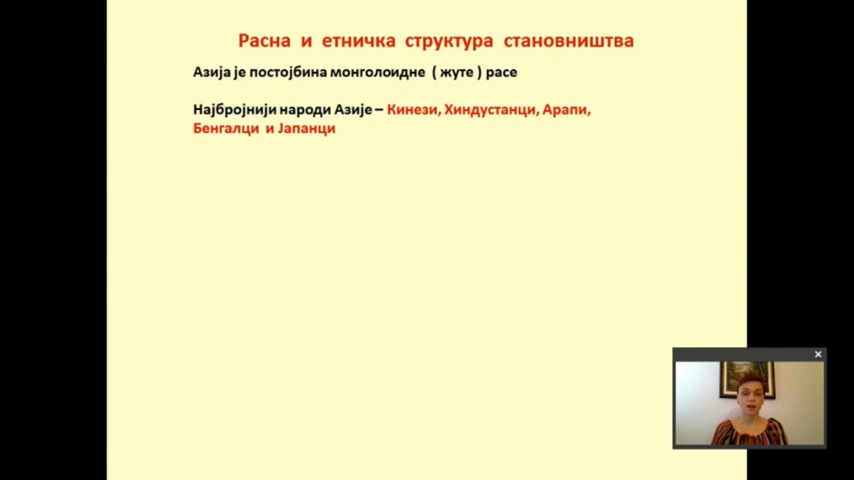 Расна и етничка структура становништва
Азија је постојбина монголоидне ( жуте ) расе
Најбројнији народи Азије – Кинези, Хиндустанци, Арапи,
Бенгалци и Јапанци